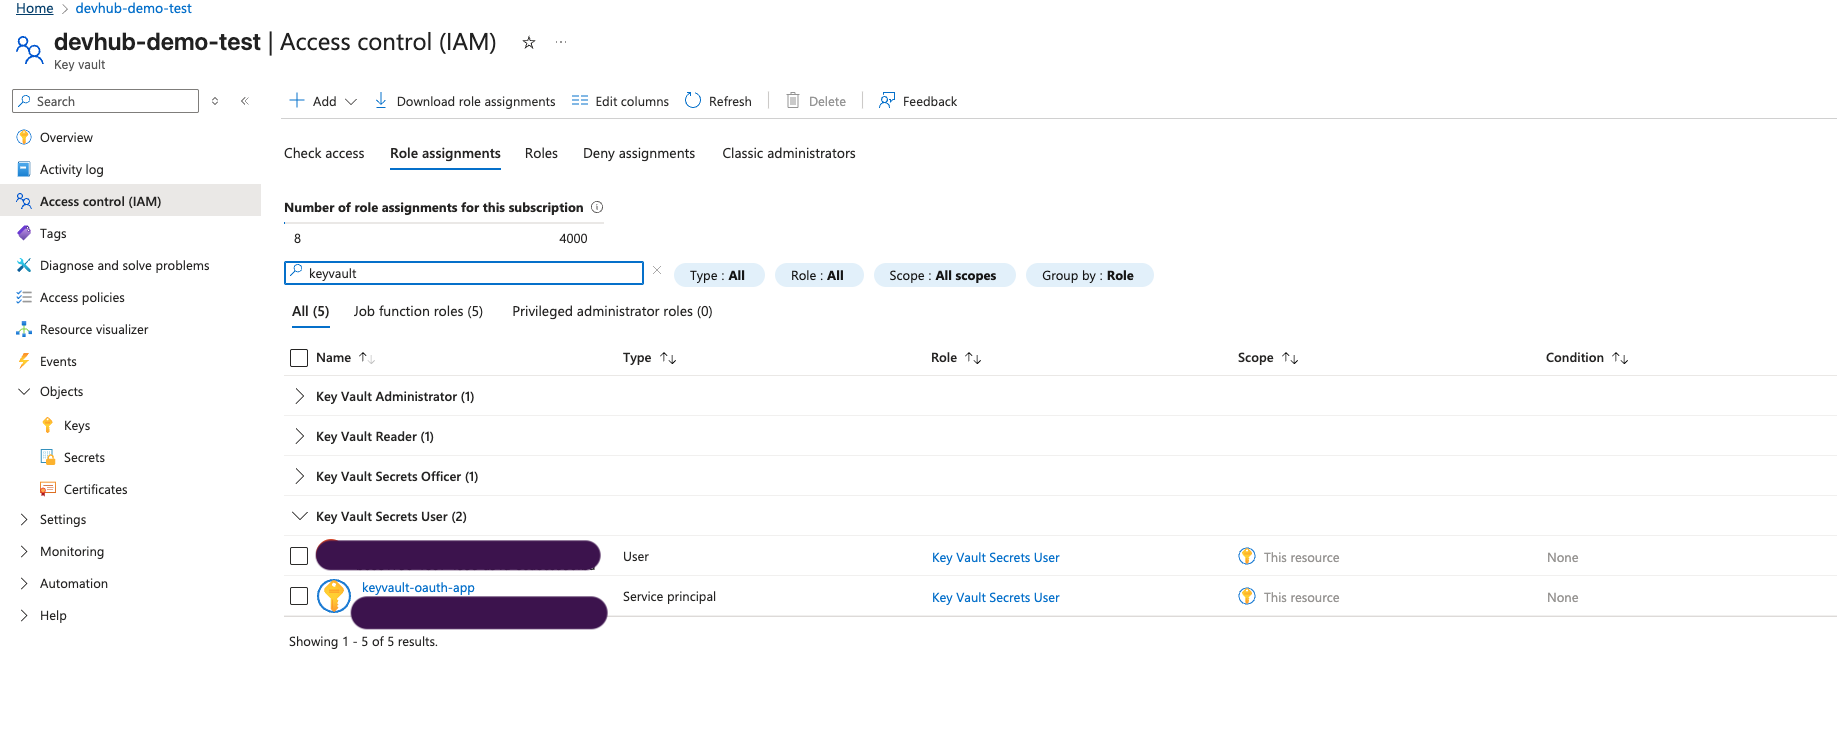 Home > devhub-demo-test
devhub-demo-test | Access control (IAM) ☆ ...
Key vault
Search
Overview
Activity log
Access control (IAM)
Tags
Diagnose and solve problems
Access policies
Resource visualizer
Events
Objects
Keys
Secrets
Certificates
Settings
Monitoring
Automation
Help
Add Download role assignments Edit columns Refresh Delete Feedback
Check access Role assignments Roles Deny assignments Classic administrators
Number of role assignments for this subscription
8 4000
keyvault Type : All Role : All Scope : All scopes Group by : Role
All (5) Job function roles (5) Privileged administrator roles (0)
Name Type Role Scope Condition
Key Vault Administrator (1)
Key Vault Reader (1)
Key Vault Secrets Officer (1)
Key Vault Secrets User (2)
User Key Vault Secrets User This resource None
keyvault-oauth-app
Service principal Key Vault Secrets User This resource None
Showing 1 - 5 of 5 results.